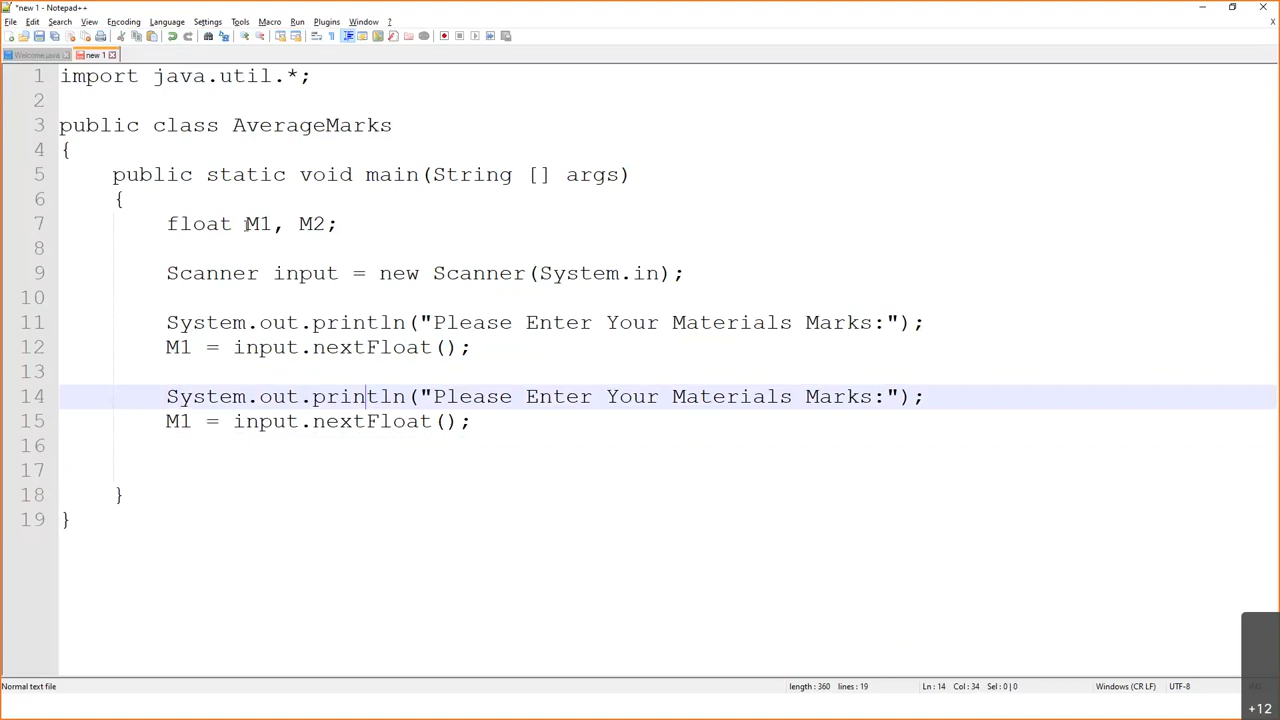 *new 1 - Notepad++
File Edit Search View Encoding Language Settings Tools Macro Run Plugins Window ?
Welcome.java new 1
1 import java.util.*;
2
3 public class AverageMarks
4 {
5 public static void main(String [] args)
6 {
7 float M1, M2;
8
9 Scanner input = new Scanner(System.in);
10
11 System.out.println("Please Enter Your Materials Marks:");
12 M1 = input.nextFloat();
13
14 System.out.println("Please Enter Your Materials Marks:");
15 M1 = input.nextFloat();
16
17
18 }
19 }
Normal text file length : 360 lines : 19 Ln : 14 Col : 34 Sel : 0 | 0 Windows (CR LF) UTF-8
+12